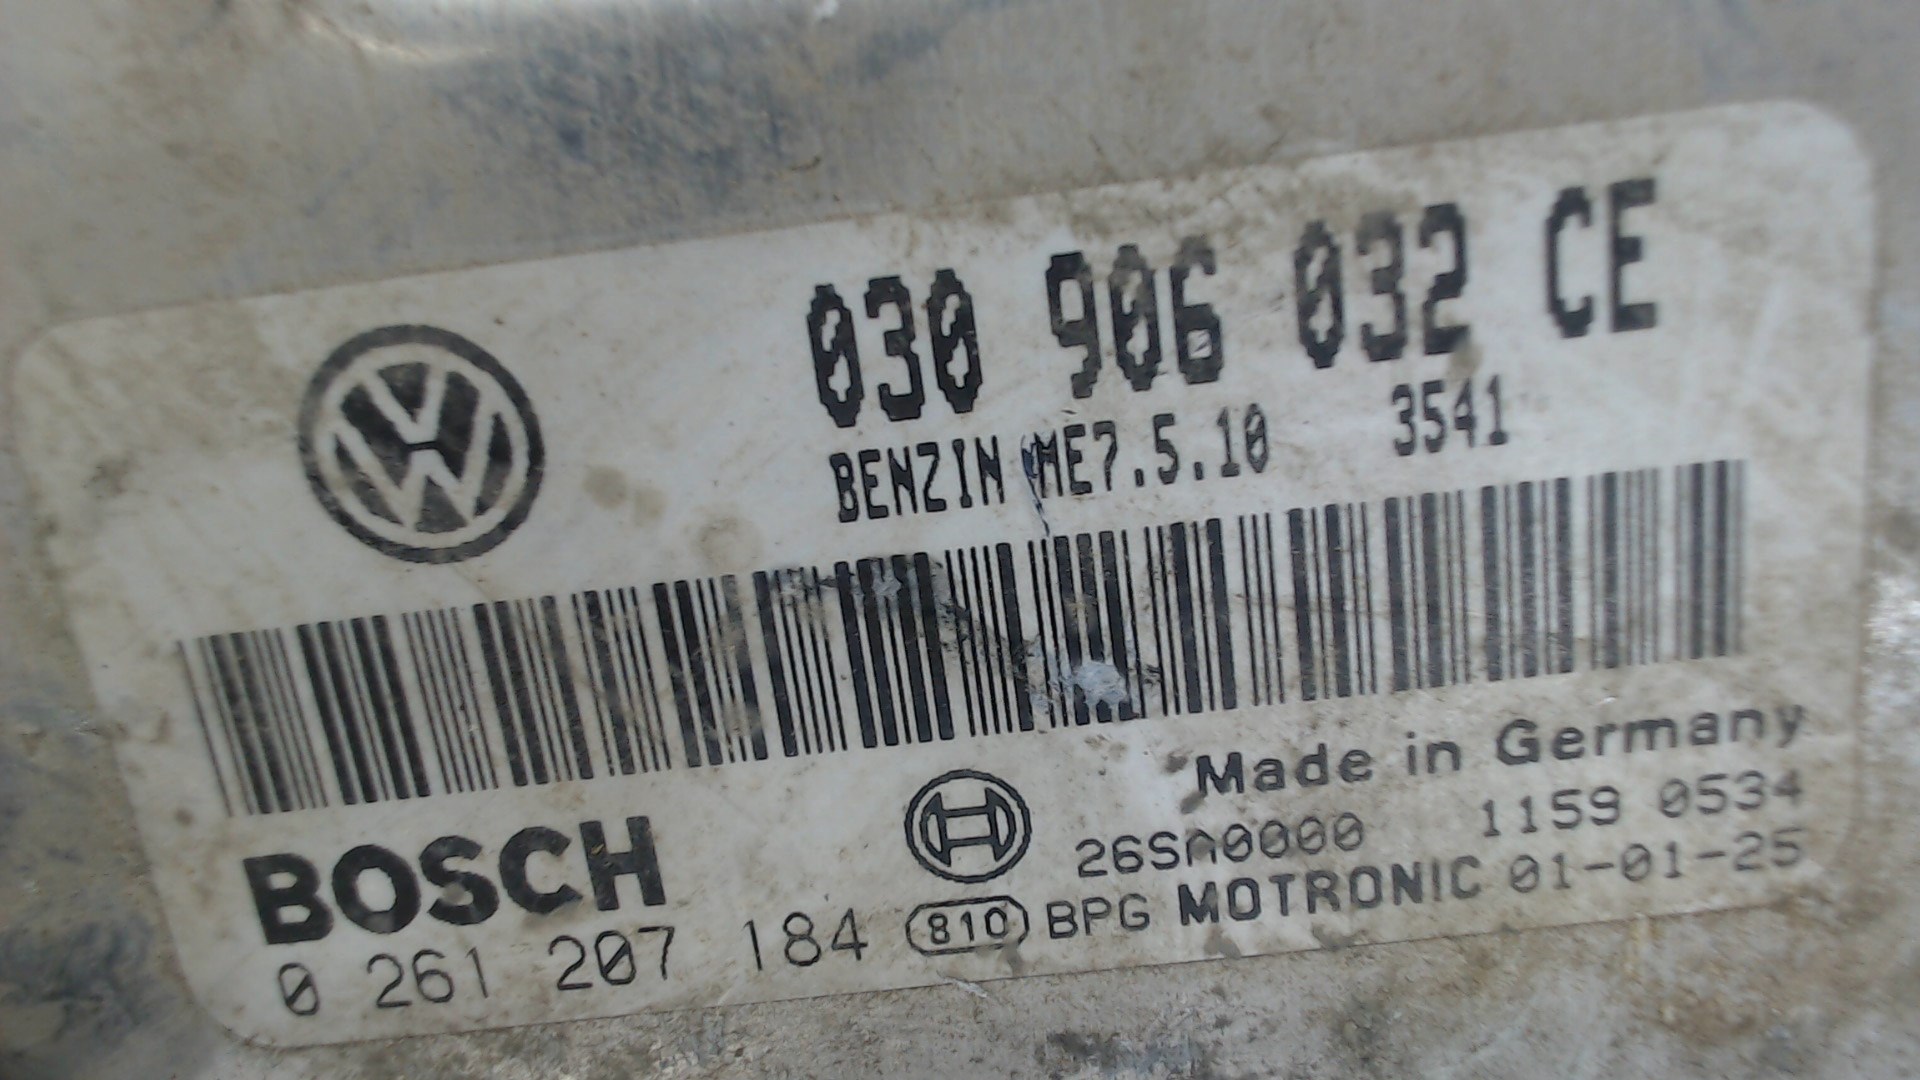 030 906 032 CE
BENZIN ME7.5.10 3541
Made in Germany
BOSCH 26SA0000 1159 0534
0 261 207 184 810 BPG MOTRONIC 01-01-25